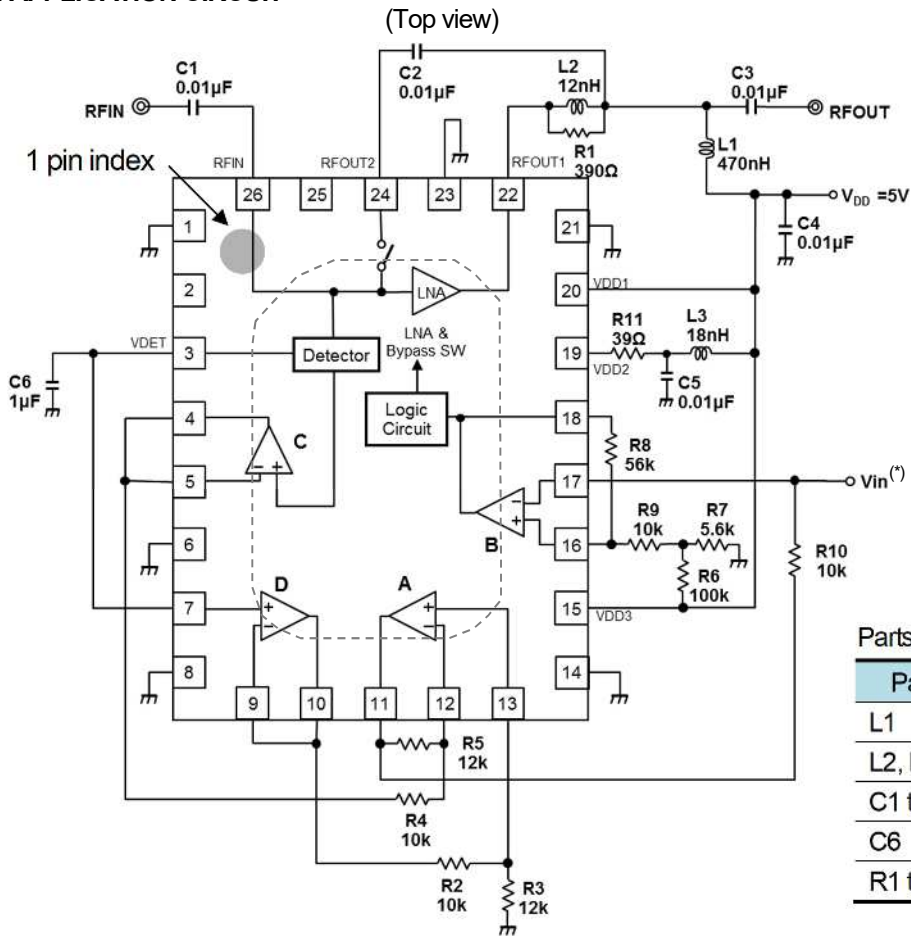 (Top view)
C1
0.01µF
RFIN
C2
0.01µF
L2
12nH
C3
0.01µF
RFOUT
R1
390Ω
L1
470nH
1 pin index
RFIN
RFOUT2
RFOUT1
26
25
24
23
22
VDD =5V
C4
0.01µF
1
21
2
LNA
20
VDD1
LNA &
Bypass SW
VDET
3
Detector
19
VDD2
R11
39Ω
L3
18nH
C5
0.01µF
C6
1µF
4
C
Logic
Circuit
18
R8
56k
5
17
Vin(*)
− +
−
+
B
6
16
R9
10k
R7
5.6k
R10
10k
R6
100k
7
D
A
+
−
+
−
15
VDD3
8
14
9
10
11
12
13
R5
12k
R4
10k
R2
10k
R3
12k
Parts
L1
L2,
C1
C6
R1